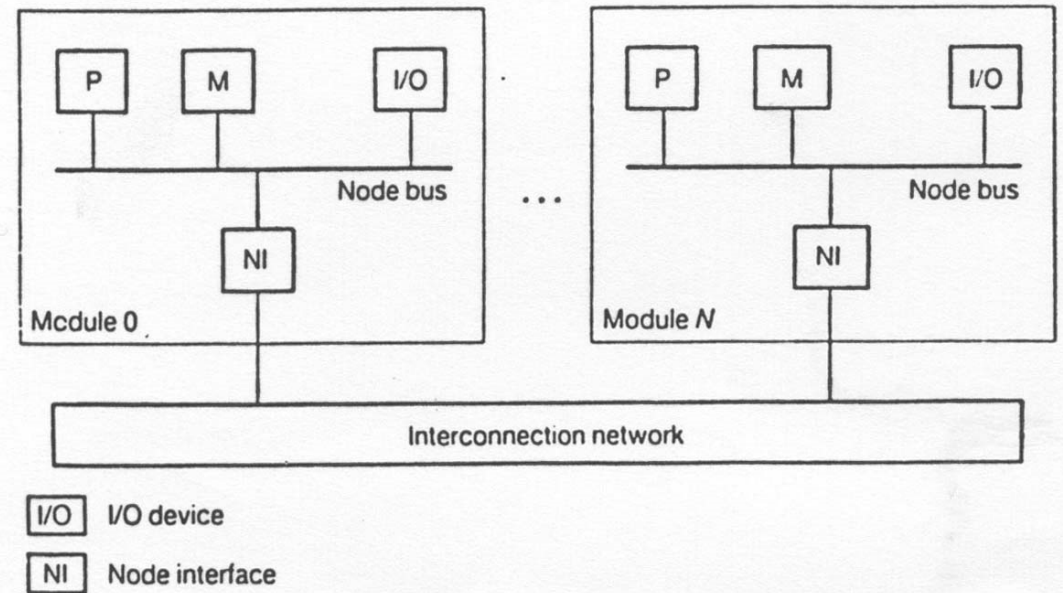 P M I/O
Node bus
NI
Mcdule 0
...
P M I/O
Node bus
NI
Module N
Interconnection network
I/O I/O device
NI Node interface